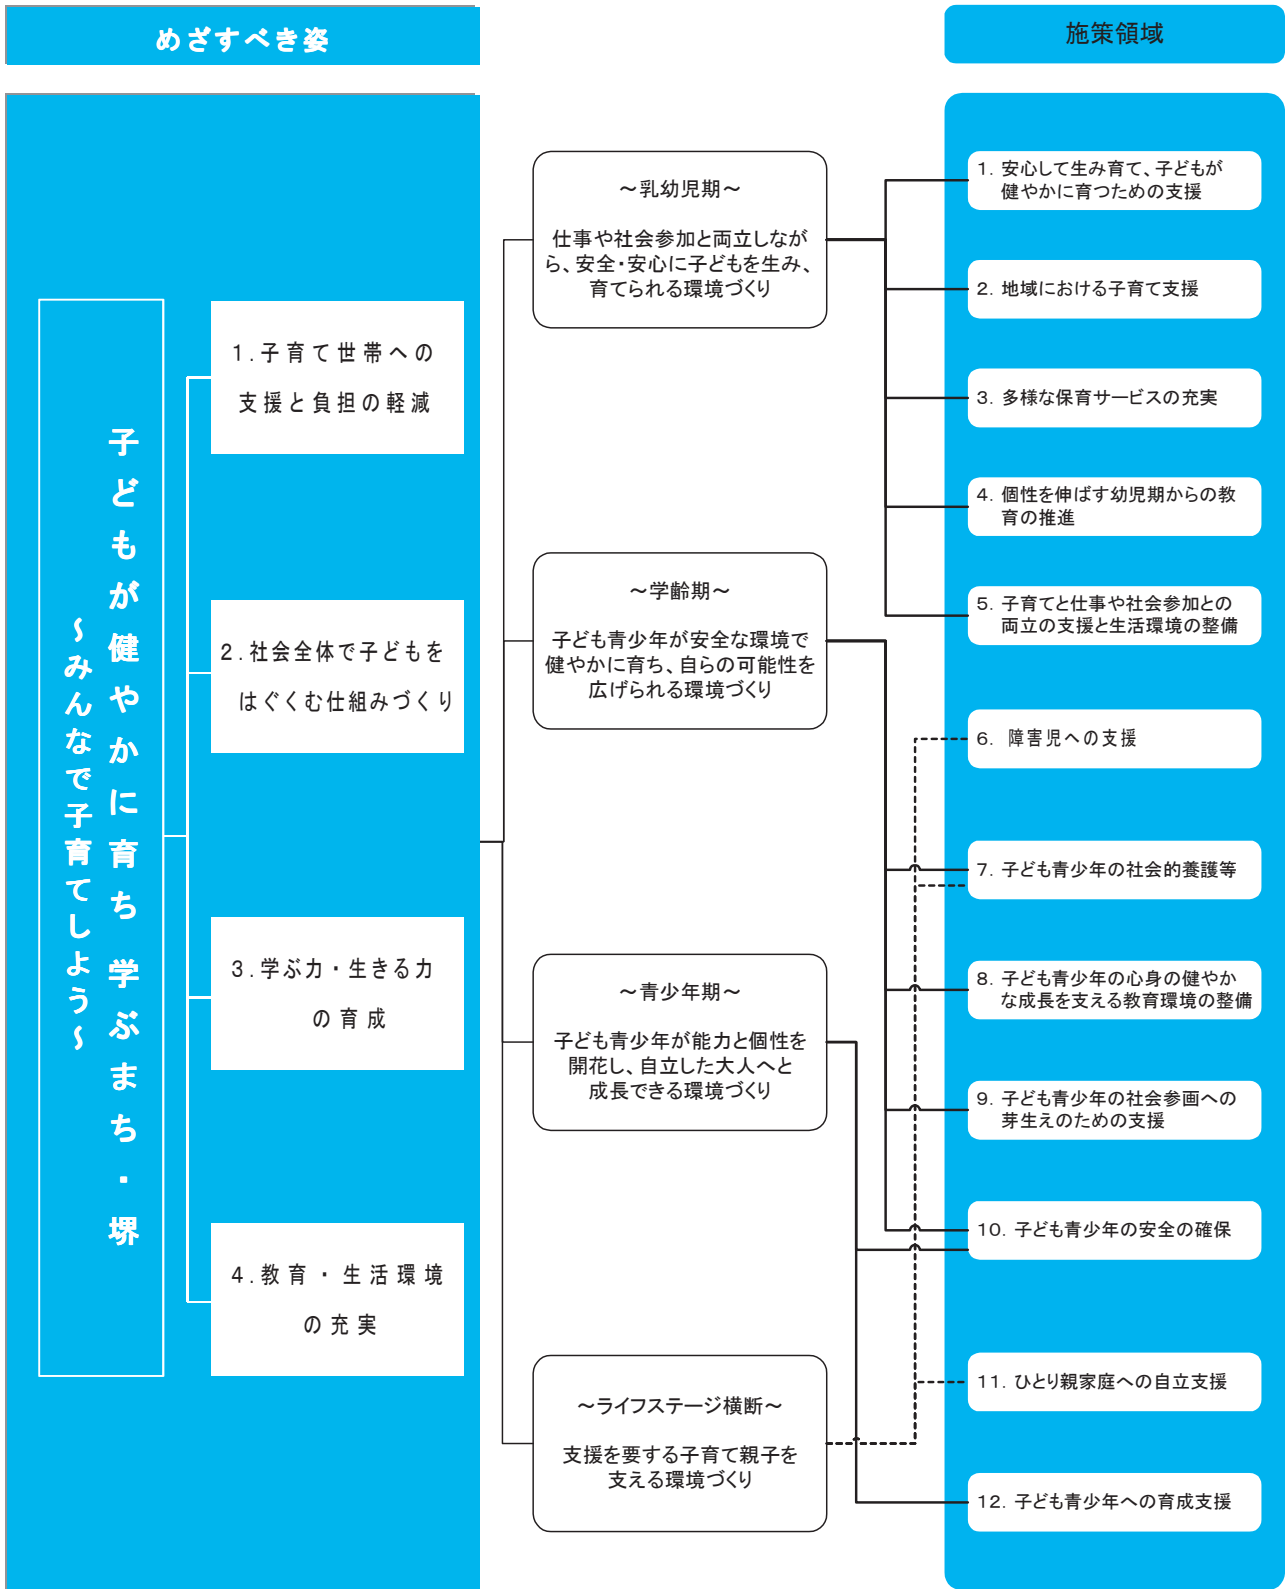 めざすべき姿
施策領域
子どもが健やかに育ち 学ぶまち・堺
～みんなで子育てしよう～
1.子育て世帯への
支援と負担の軽減
2.社会全体で子どもを
はぐくむ仕組みづくり
3.学ぶ力・生きる力
の育成
4.教育・生活環境
の充実
～乳幼児期～
仕事や社会参加と両立しなが
ら、安全・安心に子どもを生み、
育てられる環境づくり
～学齢期～
子ども青少年が安全な環境で
健やかに育ち、自らの可能性を
広げられる環境づくり
～青少年期～
子ども青少年が能力と個性を
開花し、自立した大人へと
成長できる環境づくり
～ライフステージ横断～
支援を要する子育て親子を
支える環境づくり
1. 安心して生み育て、子どもが
健やかに育つための支援
2. 地域における子育て支援
3. 多様な保育サービスの充実
4. 個性を伸ばす幼児期からの教
育の推進
5. 子育てと仕事や社会参加との
両立の支援と生活環境の整備
6. 障害児への支援
7. 子ども青少年の社会的養護等
8. 子ども青少年の心身の健やか
な成長を支える教育環境の整備
9. 子ども青少年の社会参画への
芽生えのための支援
10. 子ども青少年の安全の確保
11. ひとり親家庭への自立支援
12. 子ども青少年への育成支援